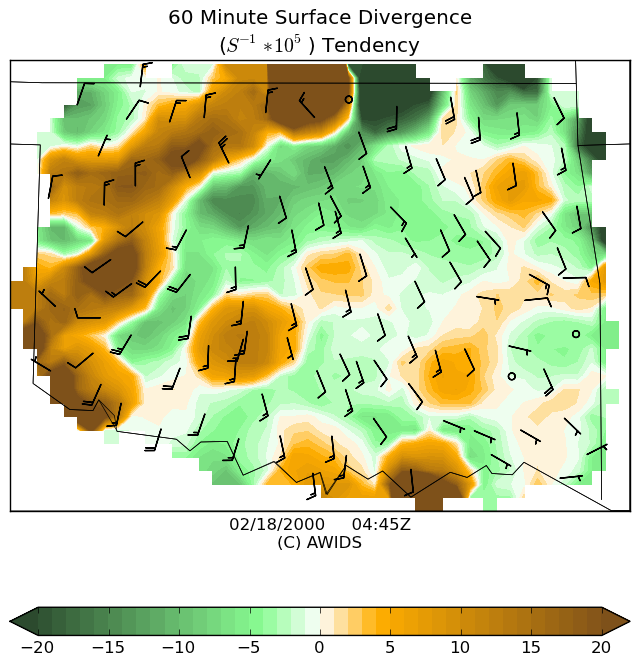 60 Minute Surface Divergence
($S^{-1} * 10^5$ ) Tendency
02/18/2000 04:45Z
(C) AWIDS
−20 −15 −10 −5 0 5 10 15 20